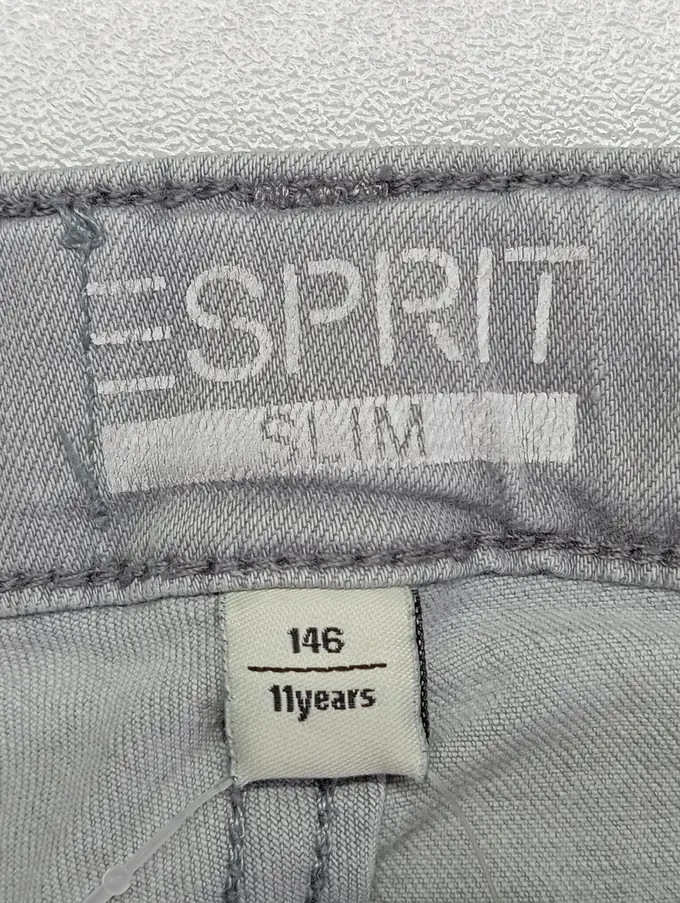 ESPRIT
SLIM
146
11years